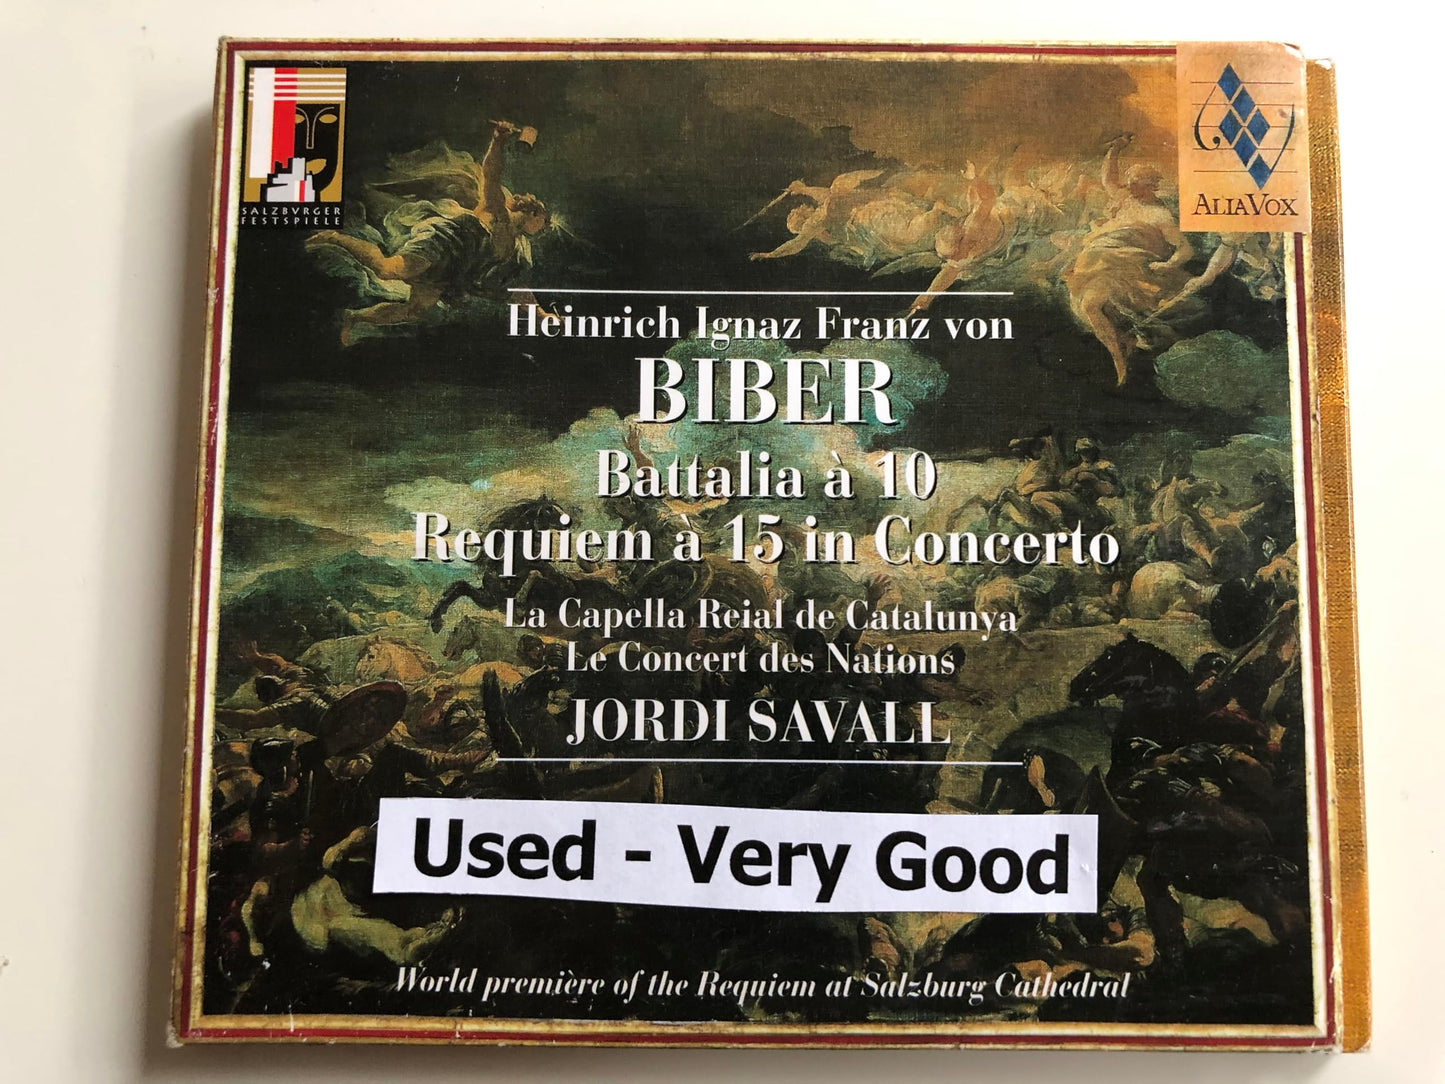 SALZBVRGER
FESTSPIELE
ALIAVOX
Heinrich Ignaz Franz von
BIBER
Battalia à 10
Requiem à 15 in Concerto
La Capella Reial de Catalunya
Le Concert des Nations
JORDI SAVALL
Used - Very Good
World première of the Requiem at Salzburg Cathedral